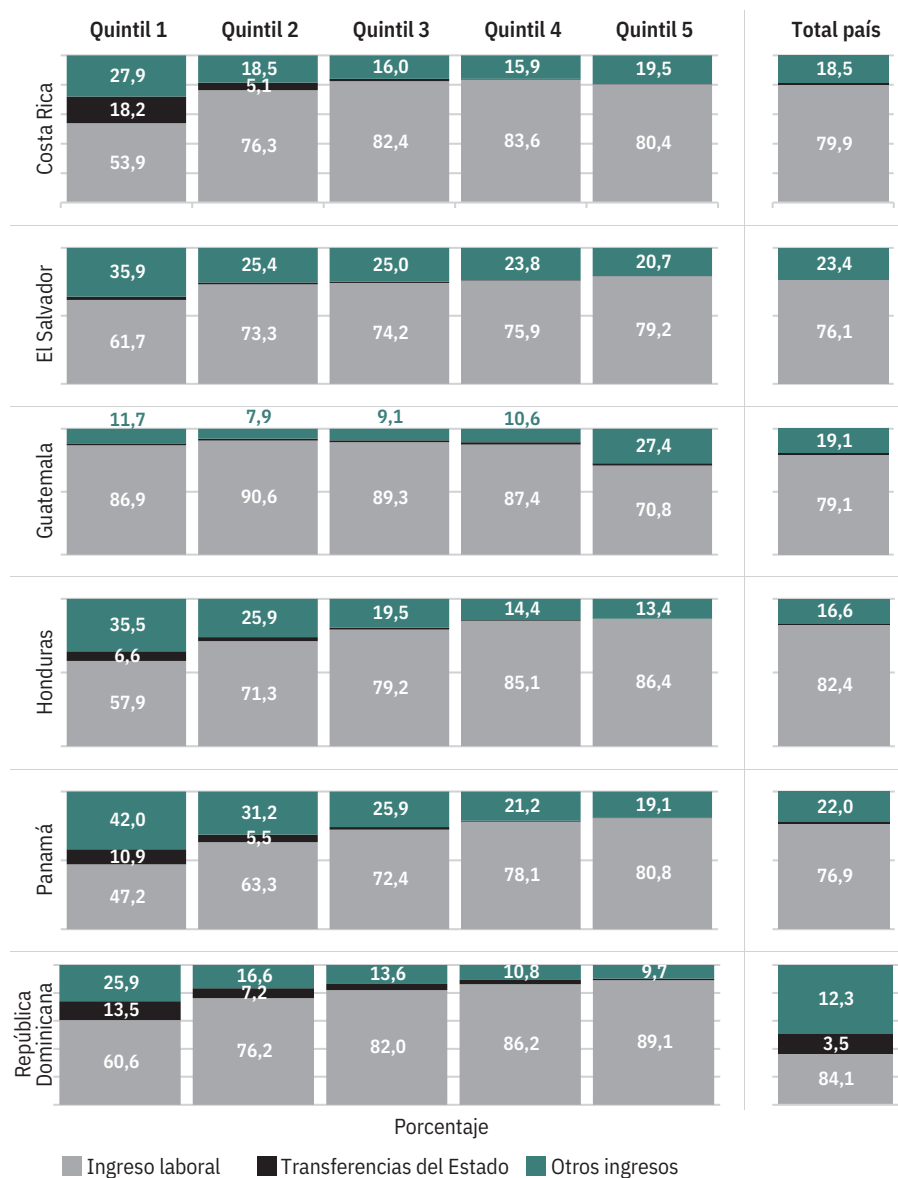 Quintil 1 Quintil 2 Quintil 3 Quintil 4 Quintil 5 Total país
Costa Rica
27,9 18,5 16,0 15,9 19,5 18,5
18,2 5,1
53,9 76,3 82,4 83,6 80,4 79,9
El Salvador
35,9 25,4 25,0 23,8 20,7 23,4
61,7 73,3 74,2 75,9 79,2 76,1
Guatemala
11,7 7,9 9,1 10,6 27,4 19,1
86,9 90,6 89,3 87,4 70,8 79,1
Honduras
35,5 25,9 19,5 14,4 13,4 16,6
6,6
57,9 71,3 79,2 85,1 86,4 82,4
Panamá
42,0 31,2 25,9 21,2 19,1 22,0
10,9 5,5
47,2 63,3 72,4 78,1 80,8 76,9
República
Dominicana
25,9 16,6 13,6 10,8 9,7 12,3
13,5 7,2 3,5
60,6 76,2 82,0 86,2 89,1 84,1
Porcentaje
Ingreso laboral Transferencias del Estado Otros ingresos